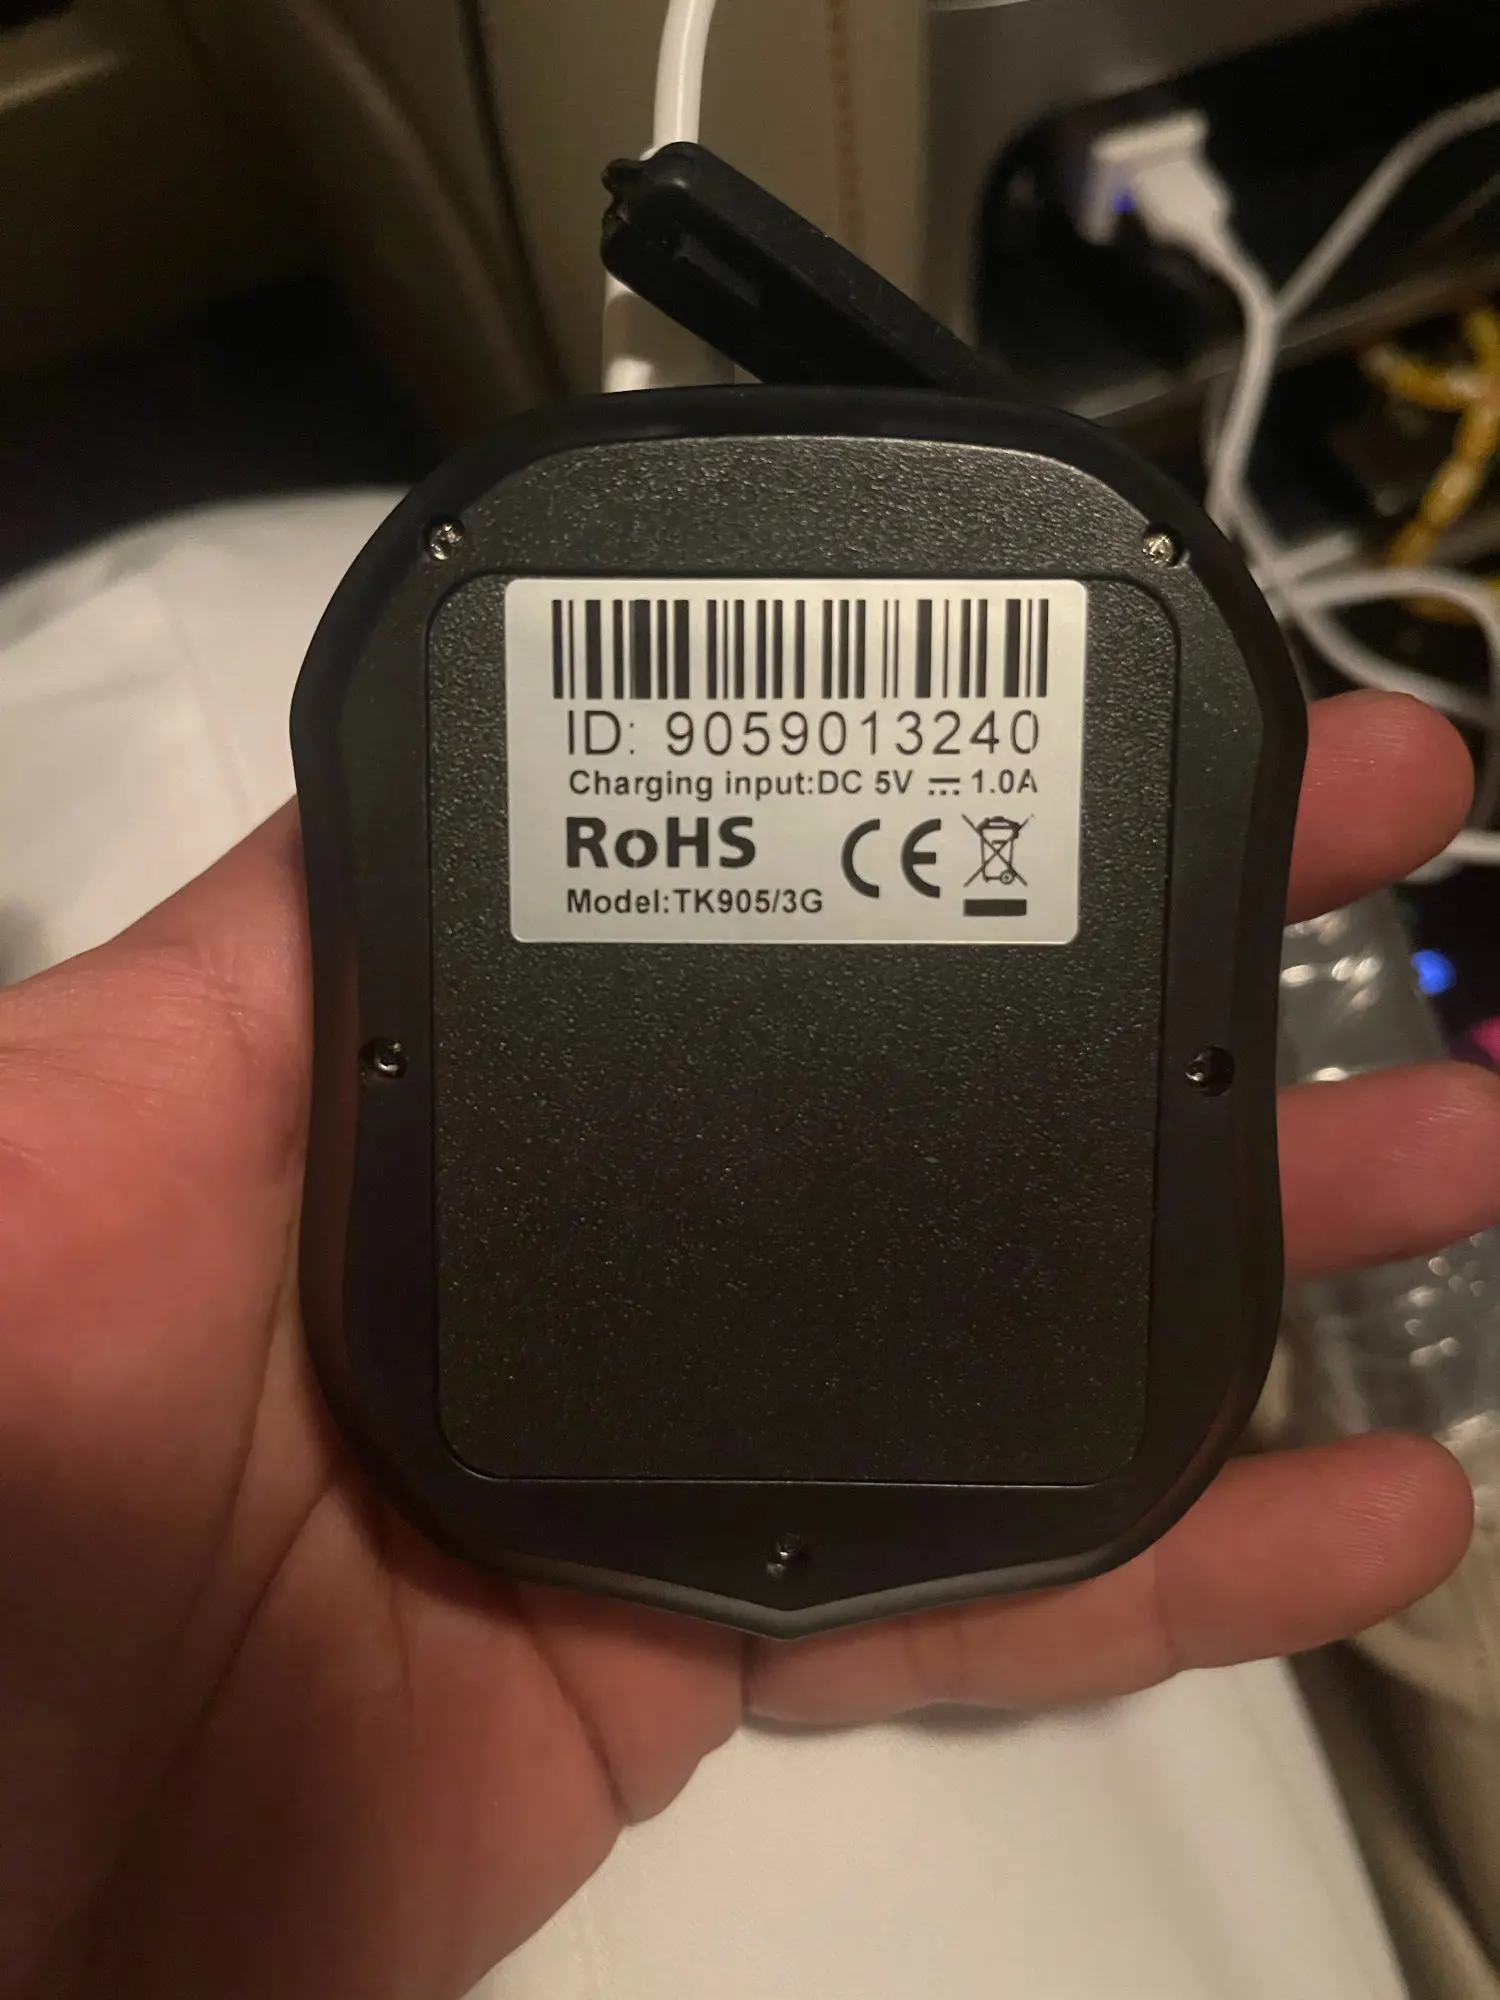 ID: 9059013240
Charging input:DC 5V ⎓ 1.0A
RoHS CE
Model:TK905/3G